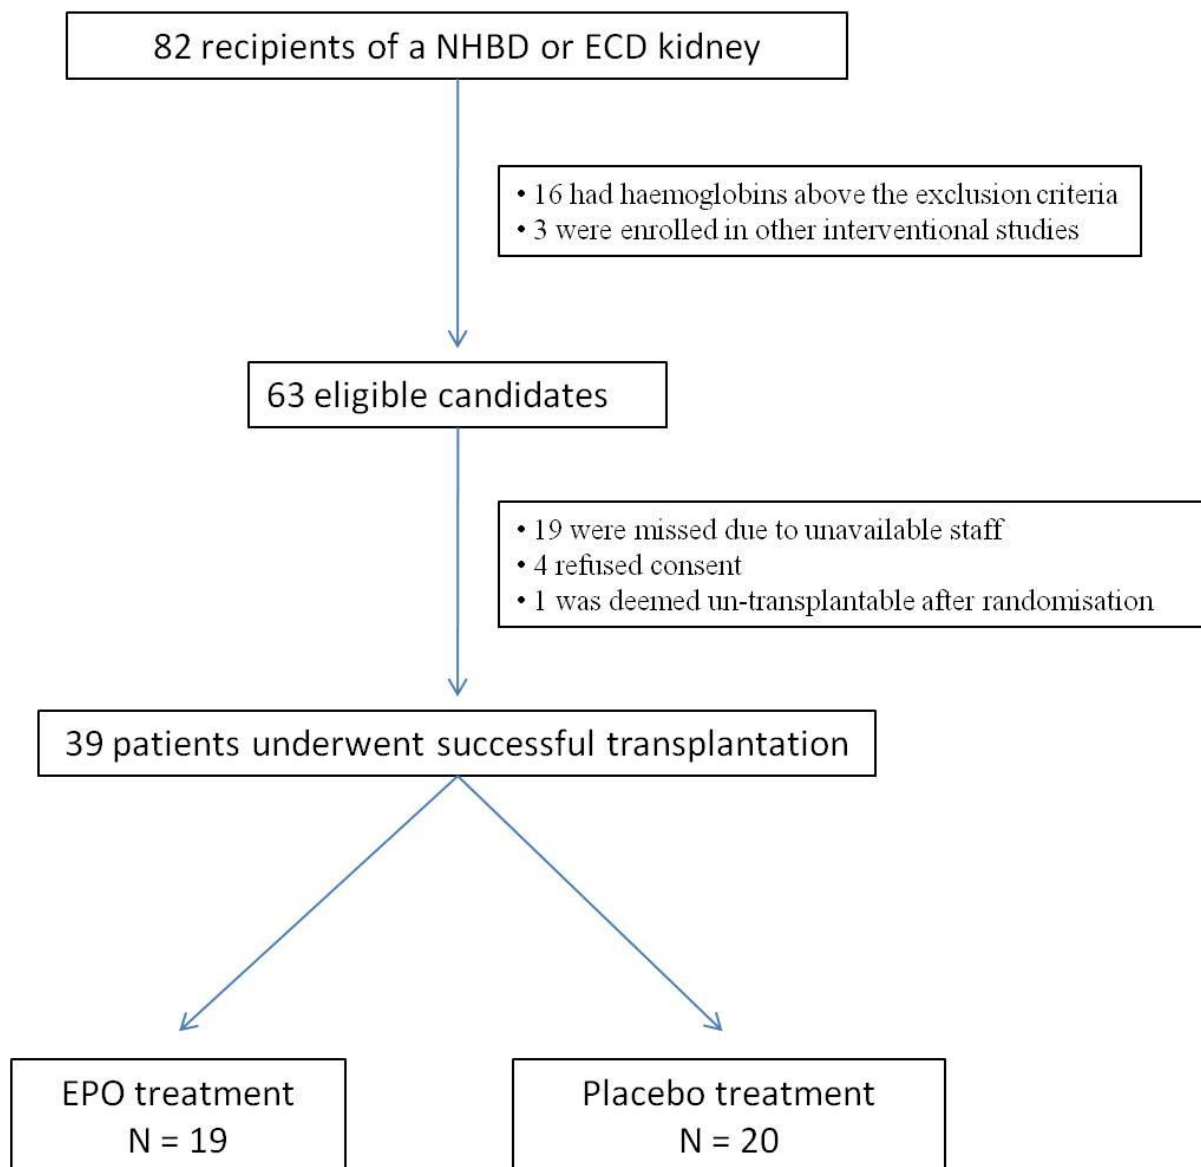 82 recipients of a NHBD or ECD kidney
• 16 had haemoglobins above the exclusion criteria
• 3 were enrolled in other interventional studies
63 eligible candidates
• 19 were missed due to unavailable staff
• 4 refused consent
• 1 was deemed un-transplantable after randomisation
39 patients underwent successful transplantation
EPO treatment
N = 19
Placebo treatment
N = 20